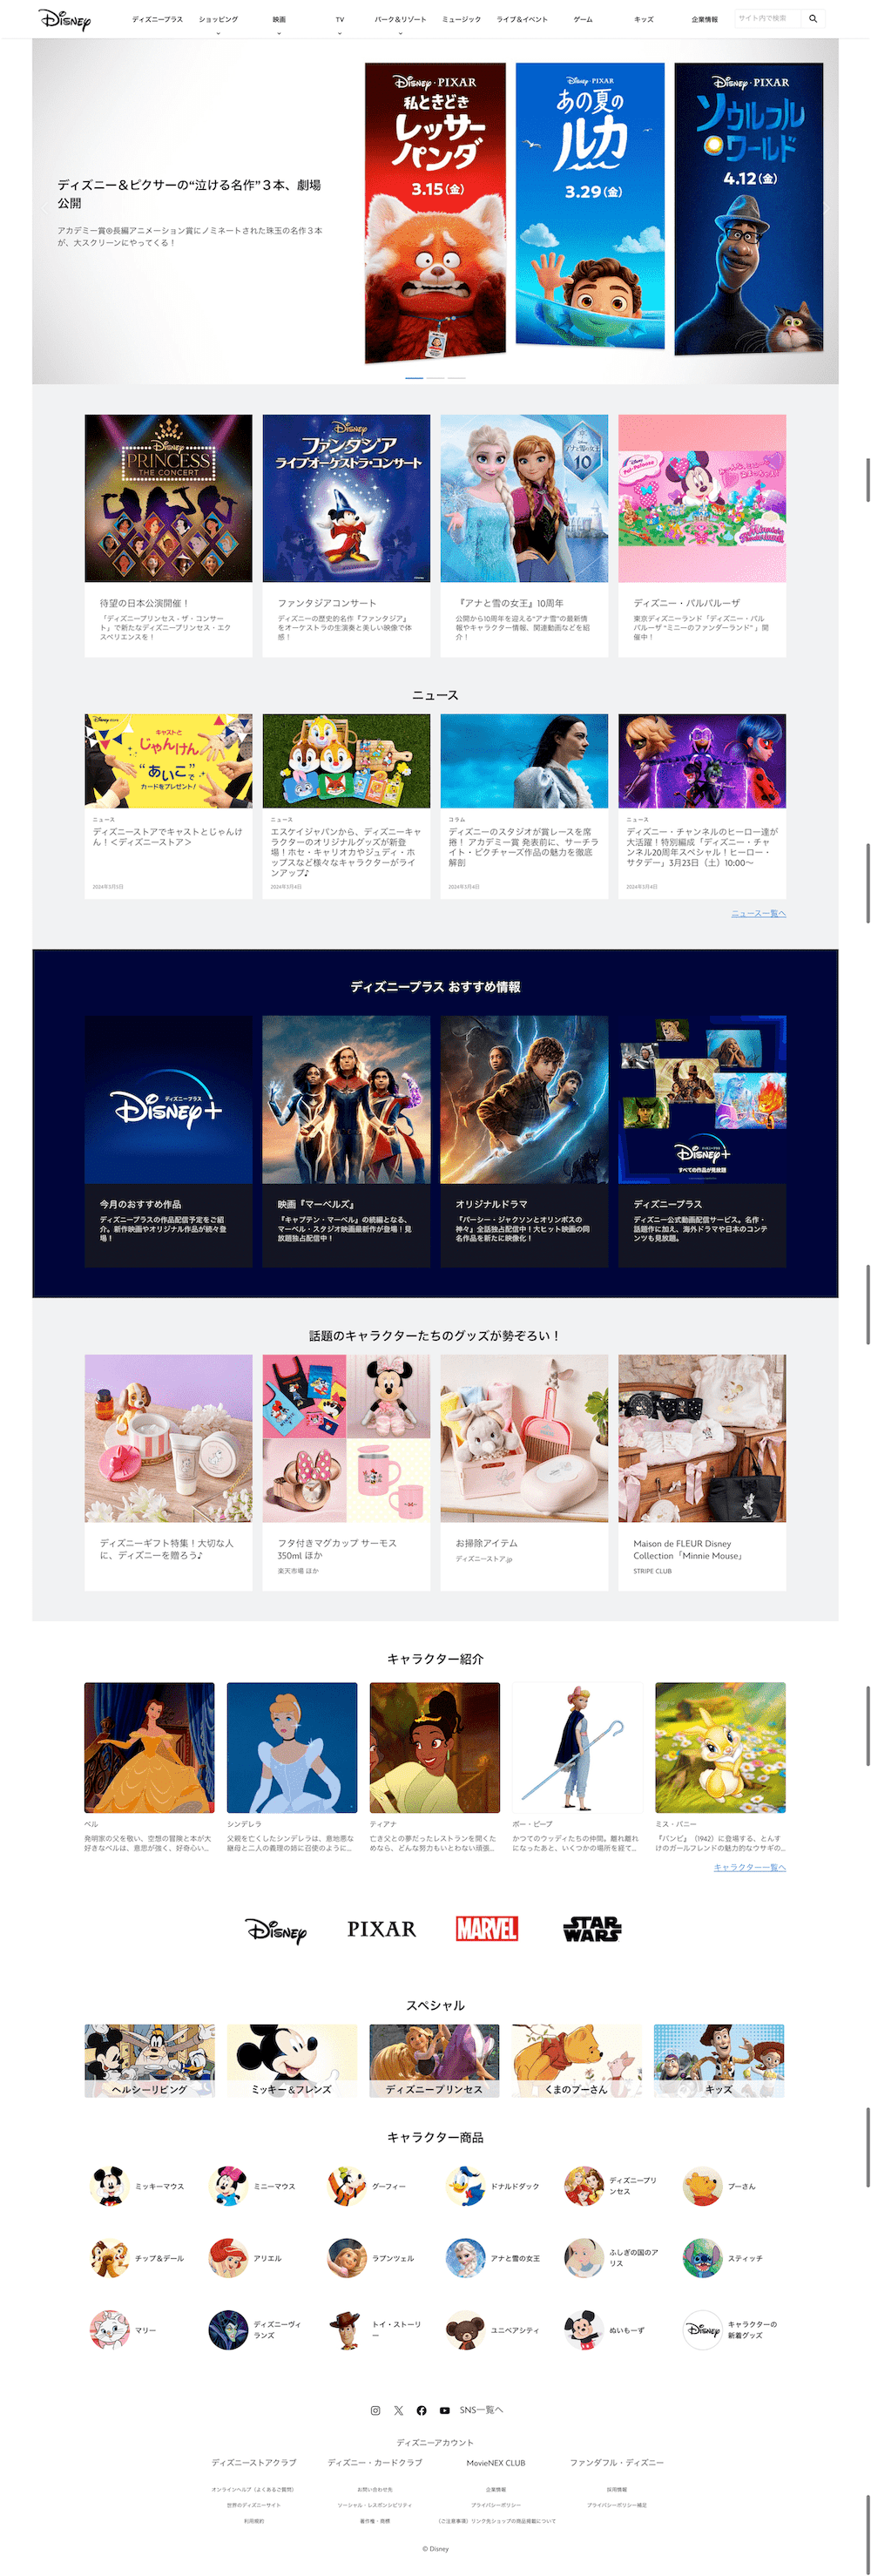 Disney
ディズニープラス
ショッピング
映画
TV
パーク＆リゾート
ミュージック
ライブ＆イベント
ゲーム
キッズ
企業情報
サイト内で検索
ディズニー＆ピクサーの“泣ける名作”３本、劇場
公開
アカデミー賞®長編アニメーション賞にノミネートされた珠玉の名作３本
が、大スクリーンにやってくる！
Disney・PIXAR
私ときどき
レッサー
パンダ
3.15(金)
Disney・PIXAR
あの夏の
ルカ
3.29(金)
Disney・PIXAR
ソウルフル
ワールド
4.12(金)
Disney
PRINCESS
THE CONCERT
Disney
ファンタジア
ライブオーケストラ・コンサート
アナと雪の女王
10
待望の日本公演開催！
「ディズニープリンセス・ザ・コンサー
ト」で新たなディズニープリンセス・エク
スペリエンスを！
ファンタジアコンサート
ディズニーの歴史的名作『ファンタジア』
をオーケストラの生演奏と美しい映像で体
感！
『アナと雪の女王』10周年
公開から10周年を迎える“アナ雪”の最新情
報やキャラクター情報、関連動画などを紹
介！
ディズニー・パルパルーザ
東京ディズニーランド「ディズニー・パル
パルーザ “ミニーのファンダーランド” 」開
催中！
ニュース
Disney store
キャストと
じゃんけん
“あいこ”で
カードをプレゼント！
ニュース
ディズニーストアでキャストとじゃんけ
ん！＜ディズニーストア＞
2024年3月5日
ニュース
エスケイジャパンから、ディズニーキャ
ラクターのオリジナルグッズが新登
場！ホセ・キャリオカやジュディ・ホ
ップスなど様々なキャラクターがライ
ンアップ♪
2024年3月4日
コラム
ディズニーのスタジオが賞レースを席
捲！ アカデミー賞 発表前に、サーチラ
イト・ピクチャーズ作品の魅力を徹底
解剖
2024年3月4日
ニュース
ディズニー・チャンネルのヒーロー達が
大活躍！特別編成「ディズニー・チャ
ンネル20周年スペシャル！ヒーロー・
サタデー」3月23日（土）10:00～
2024年3月4日
ニュース一覧へ
ディズニープラス おすすめ情報
ディズニープラス
Disney+
Disney+
すべての作品が見放題
今月のおすすめ作品
ディズニープラスの作品配信予定をご紹
介。新作映画やオリジナル作品が続々登
場！
映画『マーベルズ』
『キャプテン・マーベル』の続編となる、
マーベル・スタジオ映画最新作が登場！見
放題独占配信中！
オリジナルドラマ
『パーシー・ジャクソンとオリンポスの
神々』全話独占配信中！大ヒット映画の同
名作品を新たに映像化！
ディズニープラス
ディズニー公式動画配信サービス。名作・
話題作に加え、海外ドラマや日本のコンテ
ンツも見放題。
話題のキャラクターたちのグッズが勢ぞろい！
ディズニーギフト特集！大切な人
に、ディズニーを贈ろう♪
フタ付きマグカップ サーモス
350ml ほか
楽天市場 ほか
お掃除アイテム
ディズニーストア.jp
Maison de FLEUR Disney
Collection「Minnie Mouse」
STRIPE CLUB
キャラクター紹介
ベル
発明家の父を敬い、空想の冒険と本が大
好きなベルは、意思が強く、好奇心い...
シンデレラ
父親を亡くしたシンデレラは、意地悪な
継母と二人の義理の姉に召使のように...
ティアナ
亡き父との夢だったレストランを開くた
めなら、どんな努力もいとわない頑張...
ボー・ピープ
かつてのウッディたちの仲間。離れ離れ
になったあと、いくつかの場所を経て...
ミス・バニー
『バンビ』（1942）に登場する、とんす
けのガールフレンドの魅力的なウサギの...
キャラクター一覧へ
Disney
PIXAR
MARVEL
STAR
WARS
スペシャル
ヘルシーリビング
ミッキー＆フレンズ
ディズニープリンセス
くまのプーさん
キッズ
キャラクター商品
ミッキーマウス
ミニーマウス
グーフィー
ドナルドダック
ディズニープリ
ンセス
プーさん
チップ＆デール
アリエル
ラプンツェル
アナと雪の女王
ふしぎの国のア
リス
スティッチ
マリー
ディズニーヴィ
ランズ
トイ・ストーリ
ー
ユニベアシティ
ぬいもーず
Disney
キャラクターの
新着グッズ
SNS一覧へ
ディズニーアカウント
ディズニーストアクラブ
ディズニー・カードクラブ
MovieNEX CLUB
ファンダフル・ディズニー
オンラインヘルプ（よくあるご質問）
お問い合わせ先
企業情報
採用情報
世界のディズニーサイト
ソーシャル・レスポンシビリティ
プライバシーポリシー
プライバシーポリシー補足
利用規約
著作権・商標
（ご注意事項）リンク先ショップの商品掲載について
© Disney